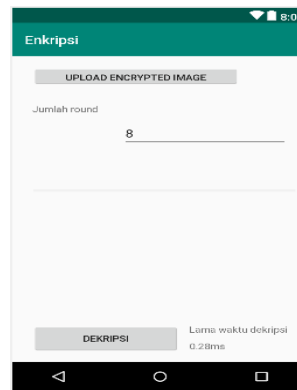 8:0
Enkripsi
UPLOAD ENCRYPTED IMAGE
Jumlah round
8
DEKRIPSI
Lama waktu dekripsi
0.28ms